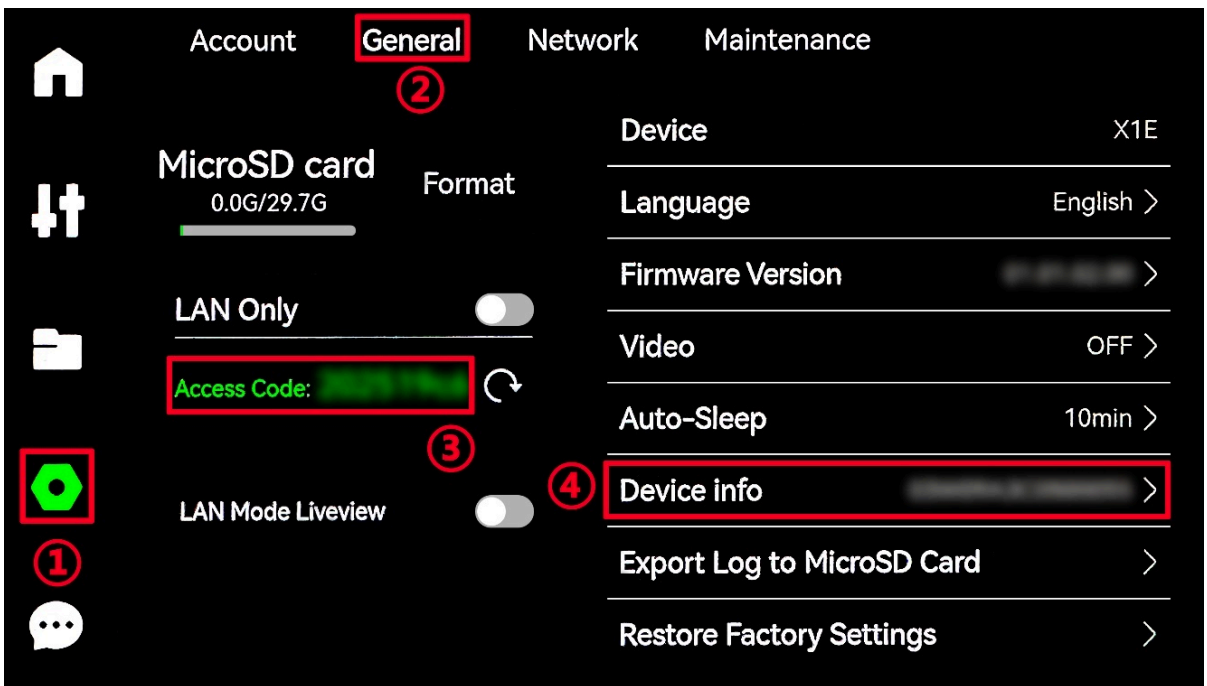 Account General Network Maintenance
②
MicroSD card
0.0G/29.7G
Format
LAN Only
Access Code:
③
LAN Mode Liveview
①
Device X1E
Language English >
Firmware Version >
Video OFF >
Auto-Sleep 10min >
④ Device info >
Export Log to MicroSD Card >
Restore Factory Settings >